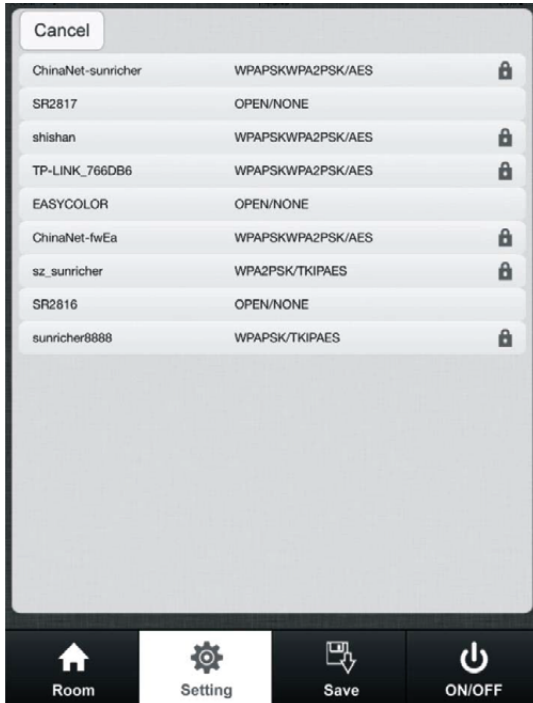 Cancel
ChinaNet-sunricher WPAPSKWPA2PSK/AES
SR2817 OPEN/NONE
shishan WPAPSKWPA2PSK/AES
TP-LINK_766DB6 WPAPSKWPA2PSK/AES
EASYCOLOR OPEN/NONE
ChinaNet-fwEa WPAPSKWPA2PSK/AES
sz_sunricher WPA2PSK/TKIPAES
SR2816 OPEN/NONE
sunricher8888 WPAPSK/TKIPAES
Room Setting Save ON/OFF